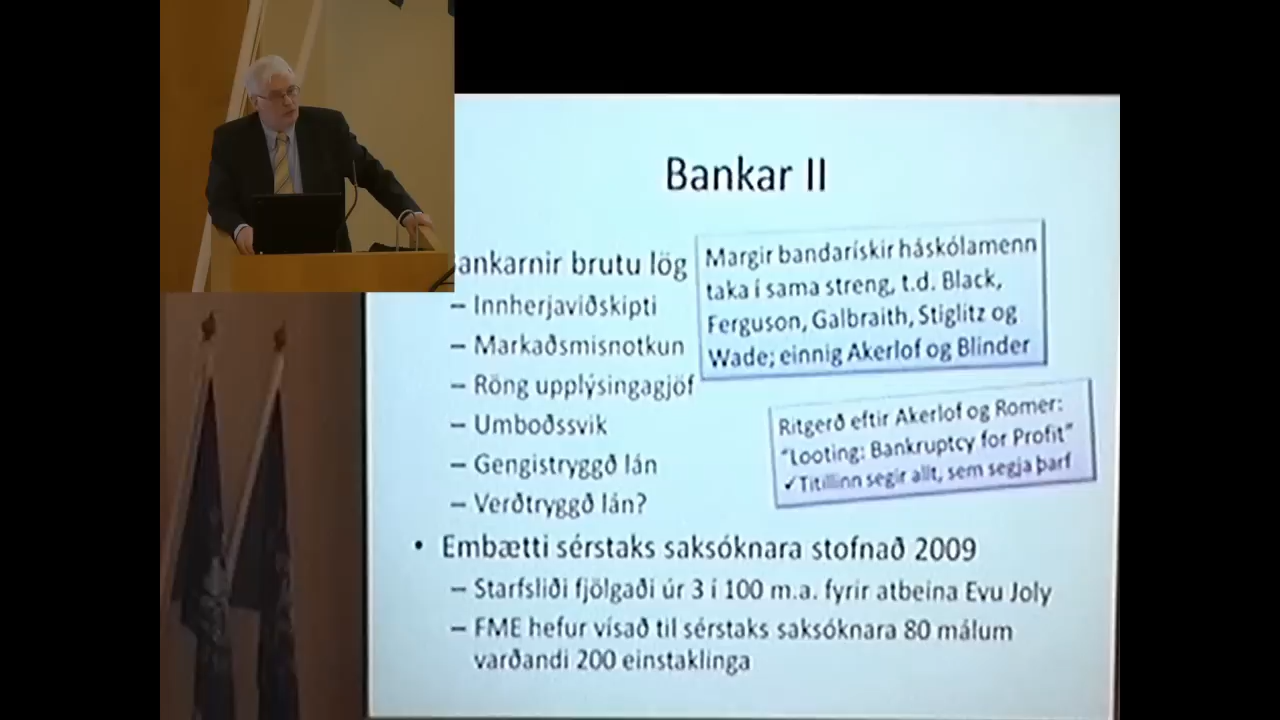 Bankar II
ankarnir brutu lög
– Innherjaviðskipti
– Markaðsmisnotkun
– Röng upplýsingagjöf
– Umboðssvik
– Gengistryggð lán
– Verðtryggð lán?
Margir bandarískir háskólamenn
taka í sama streng, t.d. Black,
Ferguson, Galbraith, Stiglitz og
Wade; einnig Akerlof og Blinder
Ritgerð eftir Akerlof og Romer:
“Looting: Bankruptcy for Profit”
✓Titillinn segir allt, sem segja þarf
• Embætti sérstaks saksóknara stofnað 2009
– Starfsliði fjölgaði úr 3 í 100 m.a. fyrir atbeina Evu Joly
– FME hefur vísað til sérstaks saksóknara 80 málum
varðandi 200 einstaklinga